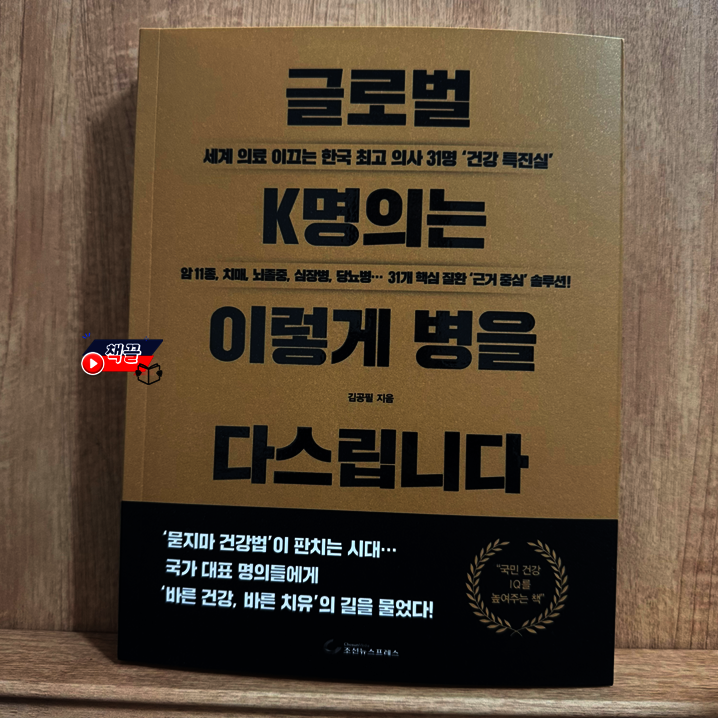 글로벌
세계 의료 이끄는 한국 최고 의사 31명 '건강 특진실'
K명의는
암 11종, 치매, 뇌졸중, 심장병, 당뇨병… 31개 핵심 질환 '근거 중심' 솔루션!
이렇게 병을
책끌
김공필 지음
다스립니다
'묻지마 건강법'이 판치는 시대…
국가 대표 명의들에게
'바른 건강, 바른 치유'의 길을 물었다!
"국민 건강
IQ를
높여주는 책"
조선뉴스프레스